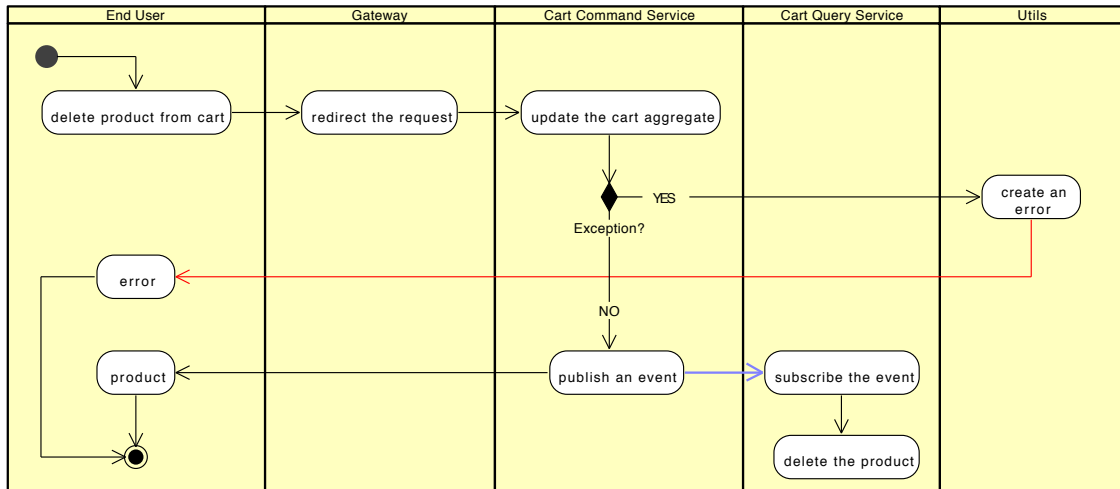 End User
Gateway
Cart Command Service
Cart Query Service
Utils
delete product from cart
redirect the request
update the cart aggregate
YES
create an
error
Exception?
error
NO
product
publish an event
subscribe the event
delete the product